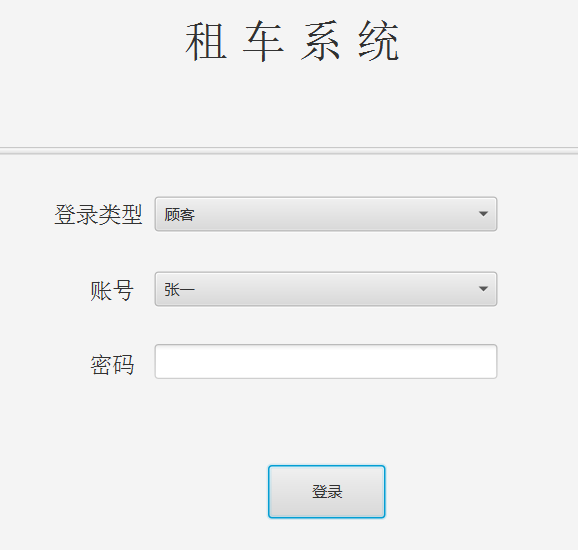 租车系统
登录类型 顾客
账号 张一
密码
登录